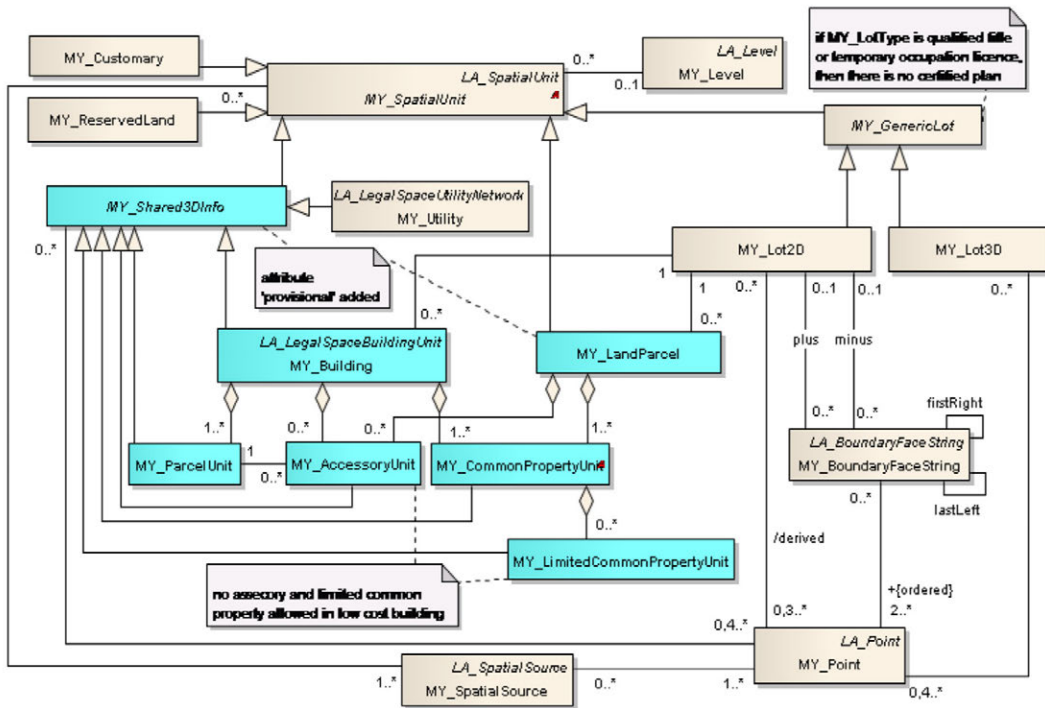 MY_Customary
LA_SpatialUnit
MY_SpatialUnit
0..*
0..1
LA_Level
MY_Level
if MY_LotType is qualified title
or temporary occupation licence,
then there is no certified plan
0..*
MY_ReservedLand
MY_GenericLot
MY_Shared3DInfo
LA_LegalSpaceUtilityNetwork
MY_Utility
0..*
MY_Lot2D
MY_Lot3D
attribute
'provisional' added
1
1
0..*
0..1
0..1
0..*
0..*
0..*
LA_LegalSpaceBuildingUnit
MY_Building
MY_LandParcel
plus
minus
1..*
0..*
0..*
1..*
1..*
0..*
0..*
firstRight
MY_ParcelUnit
1
0..*
MY_AccessoryUnit
MY_CommonPropertyUnit
LA_BoundaryFaceString
MY_BoundaryFaceString
lastLeft
0..*
0..*
/derived
MY_LimitedCommonPropertyUnit
no assecory and limited common
property allowed in low cost building
+{ordered}
0,3..*
2..*
0,4..*
LA_Point
MY_Point
LA_SpatialSource
MY_SpatialSource
1..*
0..*
1..*
0,4..*